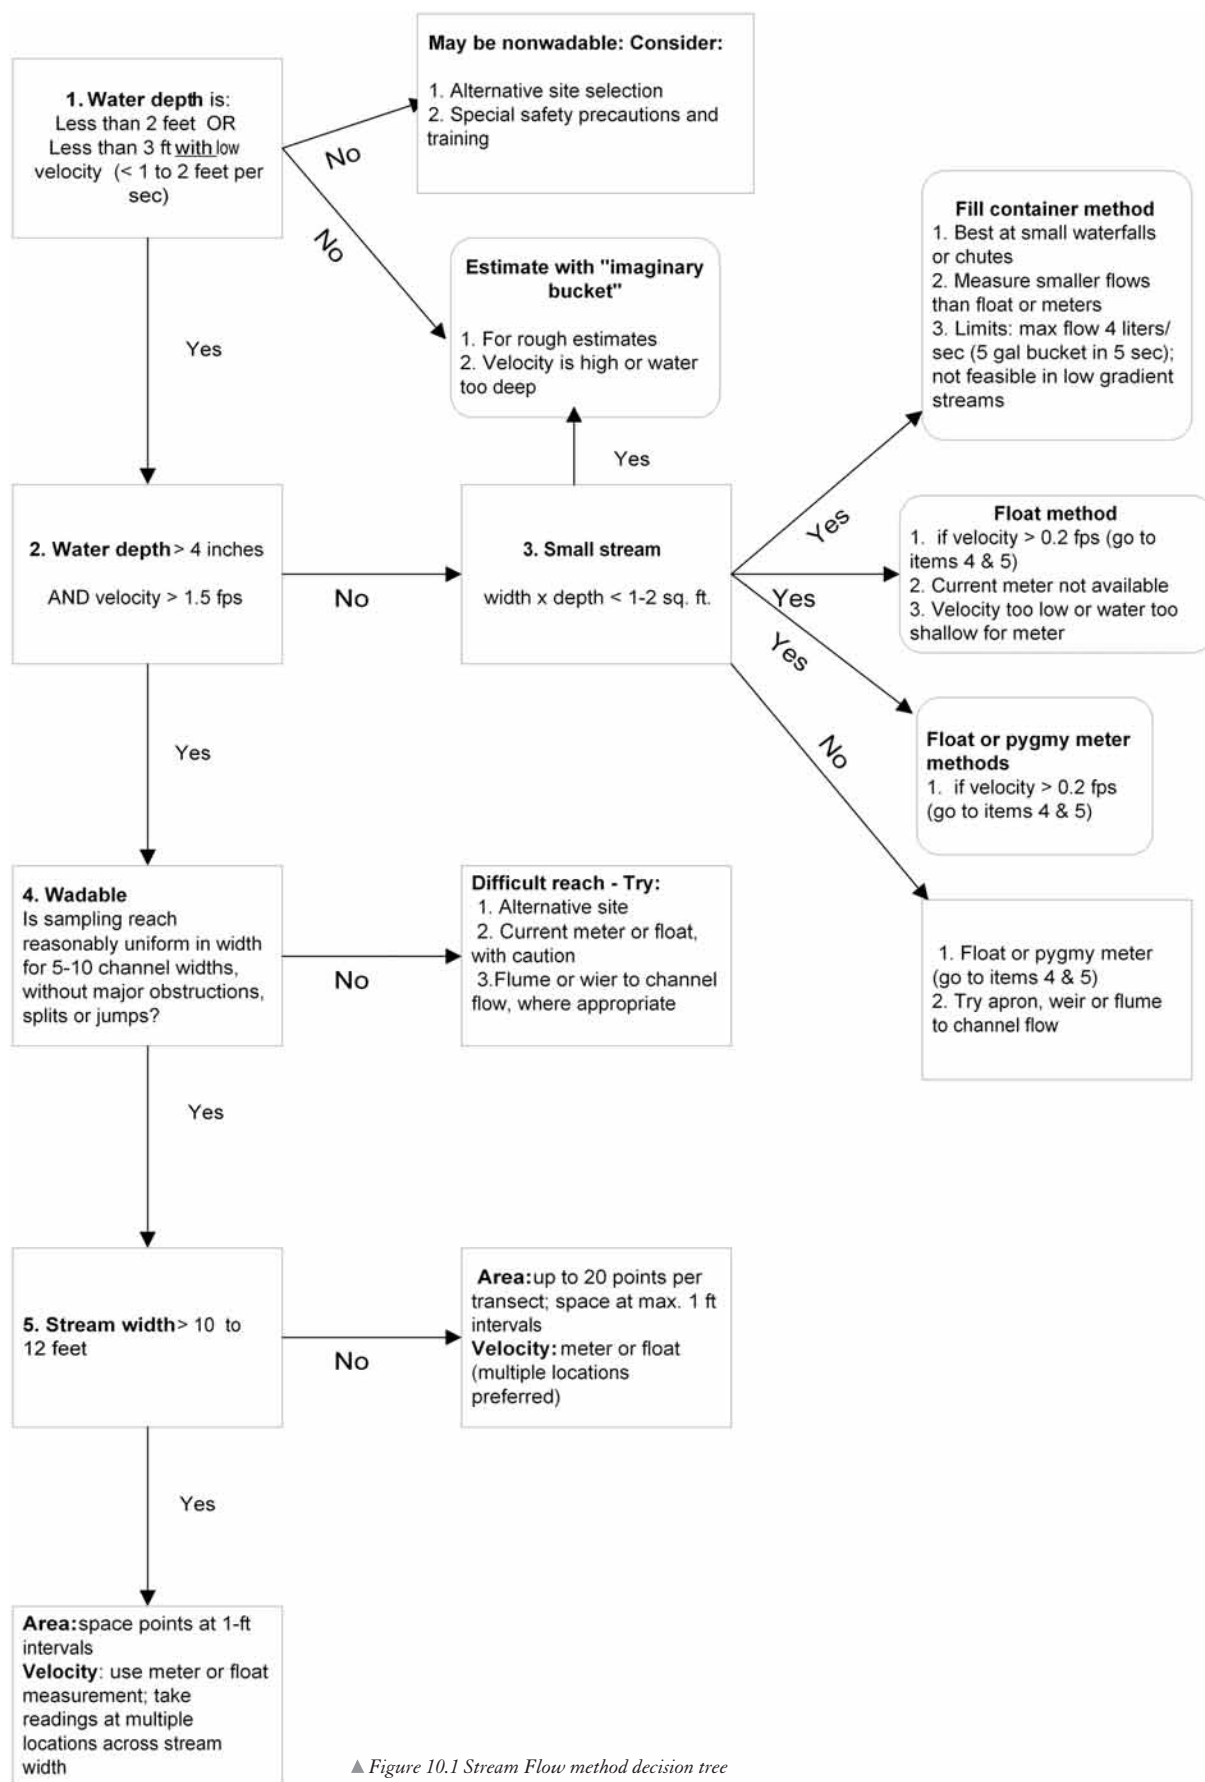 May be nonwadable: Consider:
1. Alternative site selection
2. Special safety precautions and
training
1. Water depth is:
Less than 2 feet OR
Less than 3 ft with low
velocity (< 1 to 2 feet per
sec)
No
No
Yes
Estimate with "imaginary
bucket"
1. For rough estimates
2. Velocity is high or water
too deep
Fill container method
1. Best at small waterfalls
or chutes
2. Measure smaller flows
than float or meters
3. Limits: max flow 4 liters/
sec (5 gal bucket in 5 sec);
not feasible in low gradient
streams
Yes
2. Water depth > 4 inches
AND velocity > 1.5 fps
No
3. Small stream
width x depth < 1-2 sq. ft.
Yes
Yes
Yes
No
Float method
1. if velocity > 0.2 fps (go to
items 4 & 5)
2. Current meter not available
3. Velocity too low or water too
shallow for meter
Float or pygmy meter
methods
1. if velocity > 0.2 fps
(go to items 4 & 5)
1. Float or pygmy meter
(go to items 4 & 5)
2. Try apron, weir or flume
to channel flow
Yes
4. Wadable
Is sampling reach
reasonably uniform in width
for 5-10 channel widths,
without major obstructions,
splits or jumps?
No
Difficult reach - Try:
1. Alternative site
2. Current meter or float,
with caution
3.Flume or wier to channel
flow, where appropriate
Yes
5. Stream width > 10 to
12 feet
No
Area: up to 20 points per
transect; space at max. 1 ft
intervals
Velocity: meter or float
(multiple locations
preferred)
Yes
Area: space points at 1-ft
intervals
Velocity: use meter or float
measurement; take
readings at multiple
locations across stream
width
▲ Figure 10.1 Stream Flow method decision tree